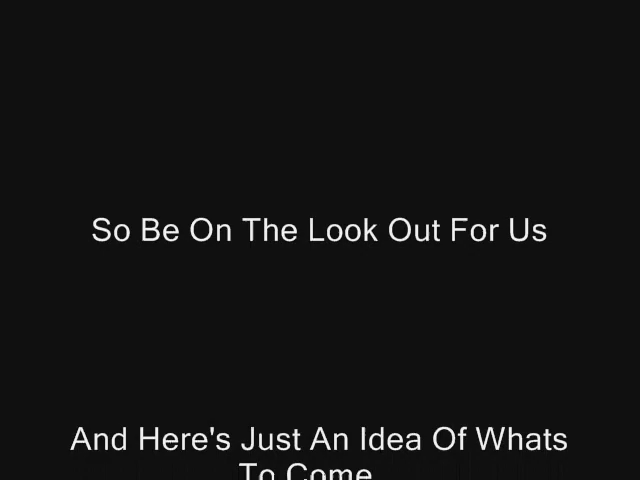 So Be On The Look Out For Us
And Here's Just An Idea Of Whats
To Come